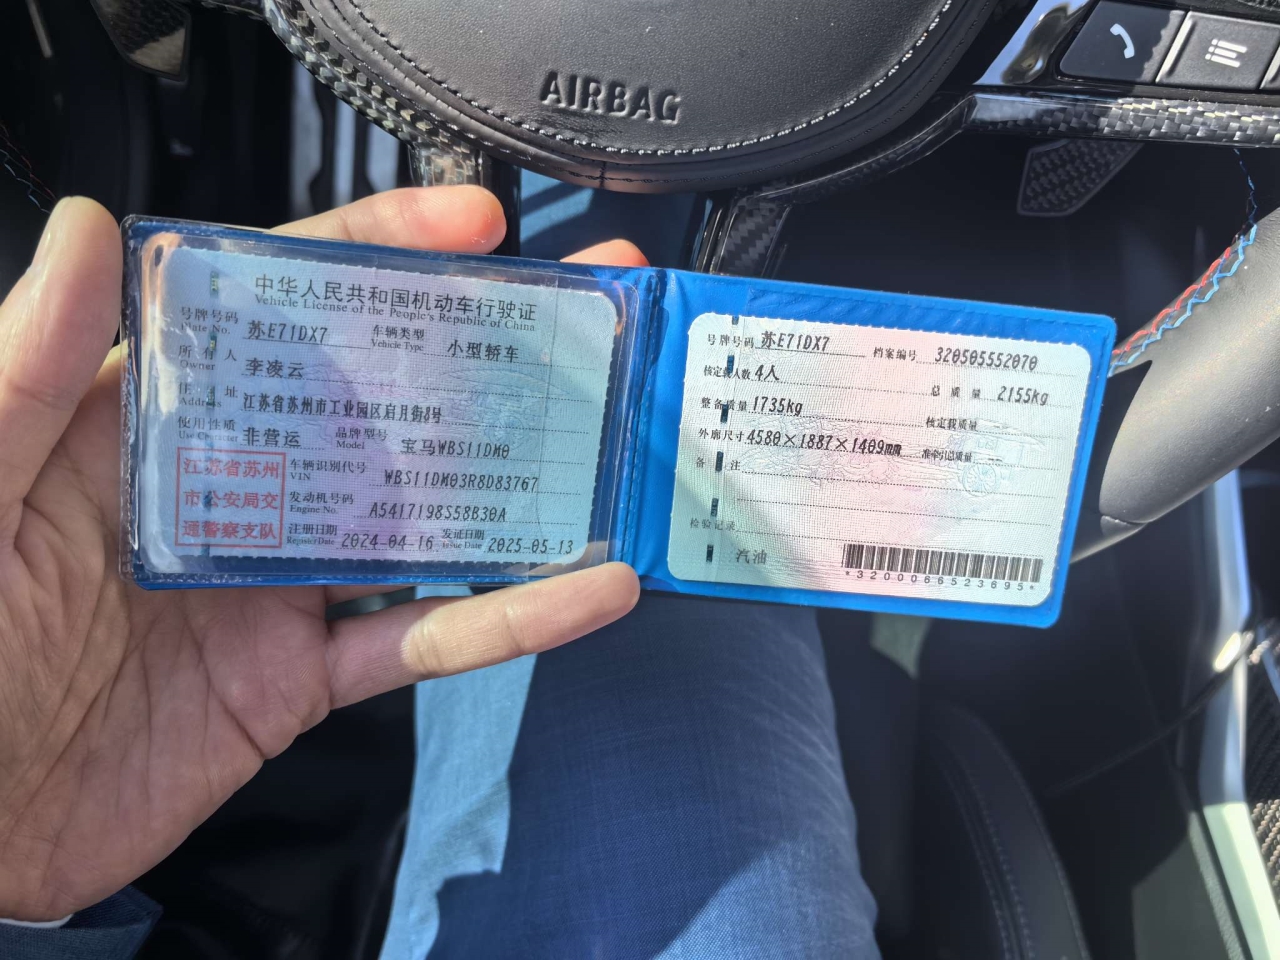 AIRBAG
中华人民共和国机动车行驶证
Vehicle License of the People's Republic of China
号牌号码 苏E71DX7 车辆类型 小型轿车
Plate No. Vehicle Type
所有人 李凌云
Owner
住址 江苏省苏州市工业园区启月街8号
Address
使用性质 非营运 品牌型号 宝马WBS11DM0
Use Character Model
江苏省苏州
市公安局交
通警察支队
车辆识别代号 WBS11DM03R8D83767
VIN
发动机号码 A5417198S58B30A
Engine No.
注册日期 2024-04-16 发证日期 2025-05-13
Register Date Issue Date
号牌号码 苏E71DX7 档案编号 320505552070
核定载人数 4人 总质量 2155kg
整备质量 1735kg 核定载质量
外廓尺寸 4580×1887×1409mm 准牵引总质量 --
备注
检验记录
汽油
*3200066523695*